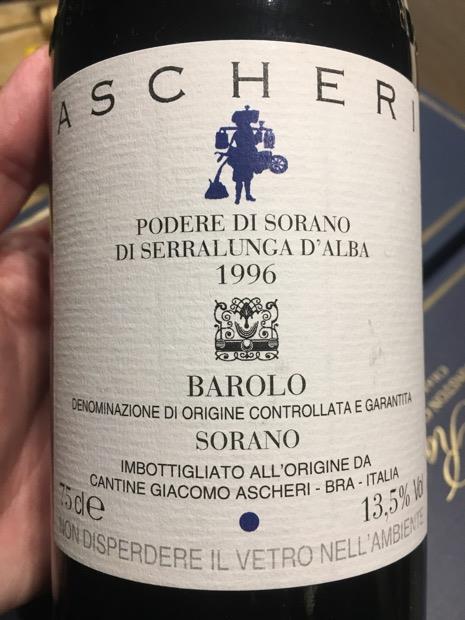 ASCHERI
PODERE DI SORANO
DI SERRALUNGA D'ALBA
1996
BAROLO
DENOMINAZIONE DI ORIGINE CONTROLLATA E GARANTITA
SORANO
IMBOTTIGLIATO ALL'ORIGINE DA
CANTINE GIACOMO ASCHERI - BRA - ITALIA
75 cl e 13,5% Vol
NON DISPERDERE IL VETRO NELL'AMBIENTE